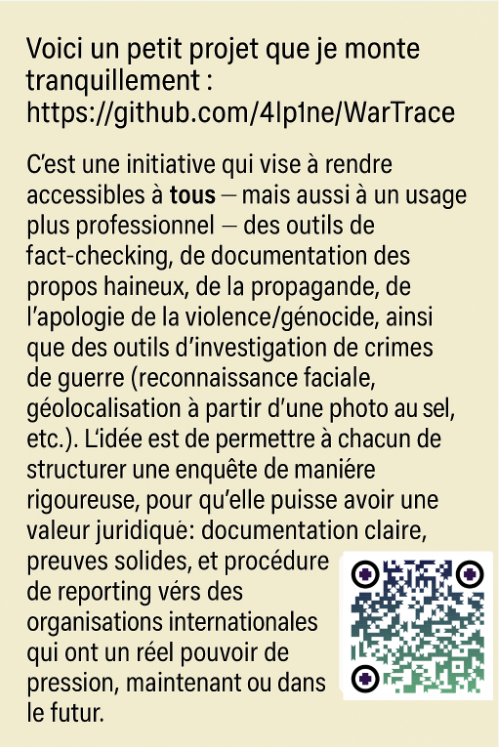 Voici un petit projet que je monte
tranquillement :
https://github.com/4lp1ne/WarTrace
C'est une initiative qui vise à rendre
accessibles à tous – mais aussi à un usage
plus professionnel – des outils de
fact-checking, de documentation des
propos haineux, de la propagande, de
l'apologie de la violence/génocide, ainsi
que des outils d'investigation de crimes
de guerre (reconnaissance faciale,
géolocalisation à partir d'une photo au sel,
etc.). L'idée est de permettre à chacun de
structurer une enquête de maniére
rigoureuse, pour qu'elle puisse avoir une
valeur juridique: documentation claire,
preuves solides, et procédure
de reporting vérs des
organisations internationales
qui ont un réel pouvoir de
pression, maintenant ou dans
le futur.